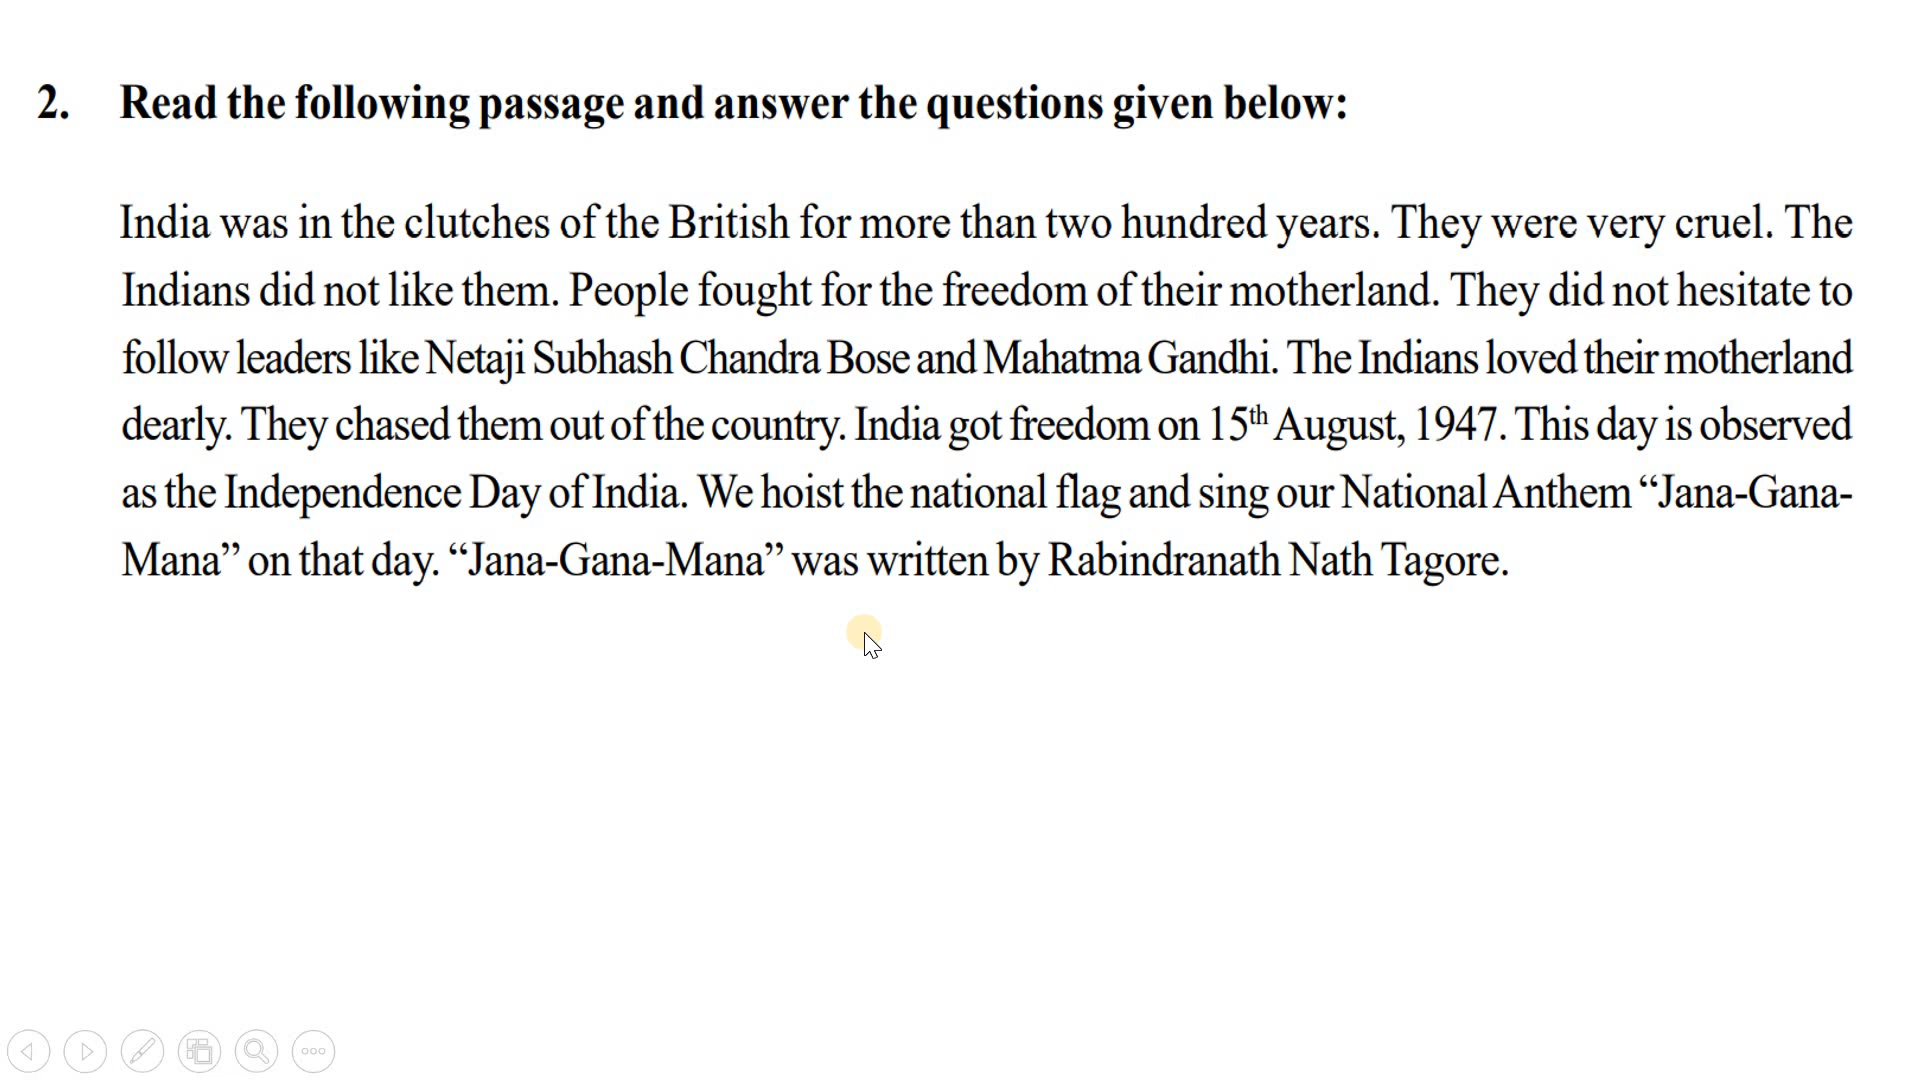 2. Read the following passage and answer the questions given below:
India was in the clutches of the British for more than two hundred years. They were very cruel. The
Indians did not like them. People fought for the freedom of their motherland. They did not hesitate to
follow leaders like Netaji Subhash Chandra Bose and Mahatma Gandhi. The Indians loved their motherland
dearly. They chased them out of the country. India got freedom on 15th August, 1947. This day is observed
as the Independence Day of India. We hoist the national flag and sing our National Anthem “Jana-Gana-
Mana” on that day. “Jana-Gana-Mana” was written by Rabindranath Nath Tagore.